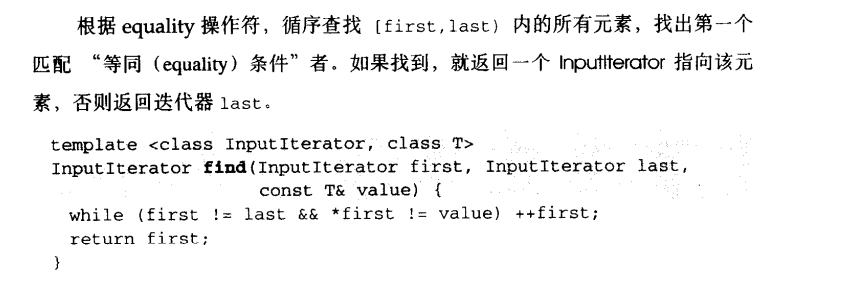 根据 equality 操作符，循序查找 [first,last) 内的所有元素，找出第一个
匹配 “等同（equality）条件”者。如果找到，就返回一个 InputIterator 指向该元
素，否则返回迭代器 last。
template <class InputIterator, class T>
InputIterator find(InputIterator first, InputIterator last,
const T& value) {
while (first != last && *first != value) ++first;
return first;
}